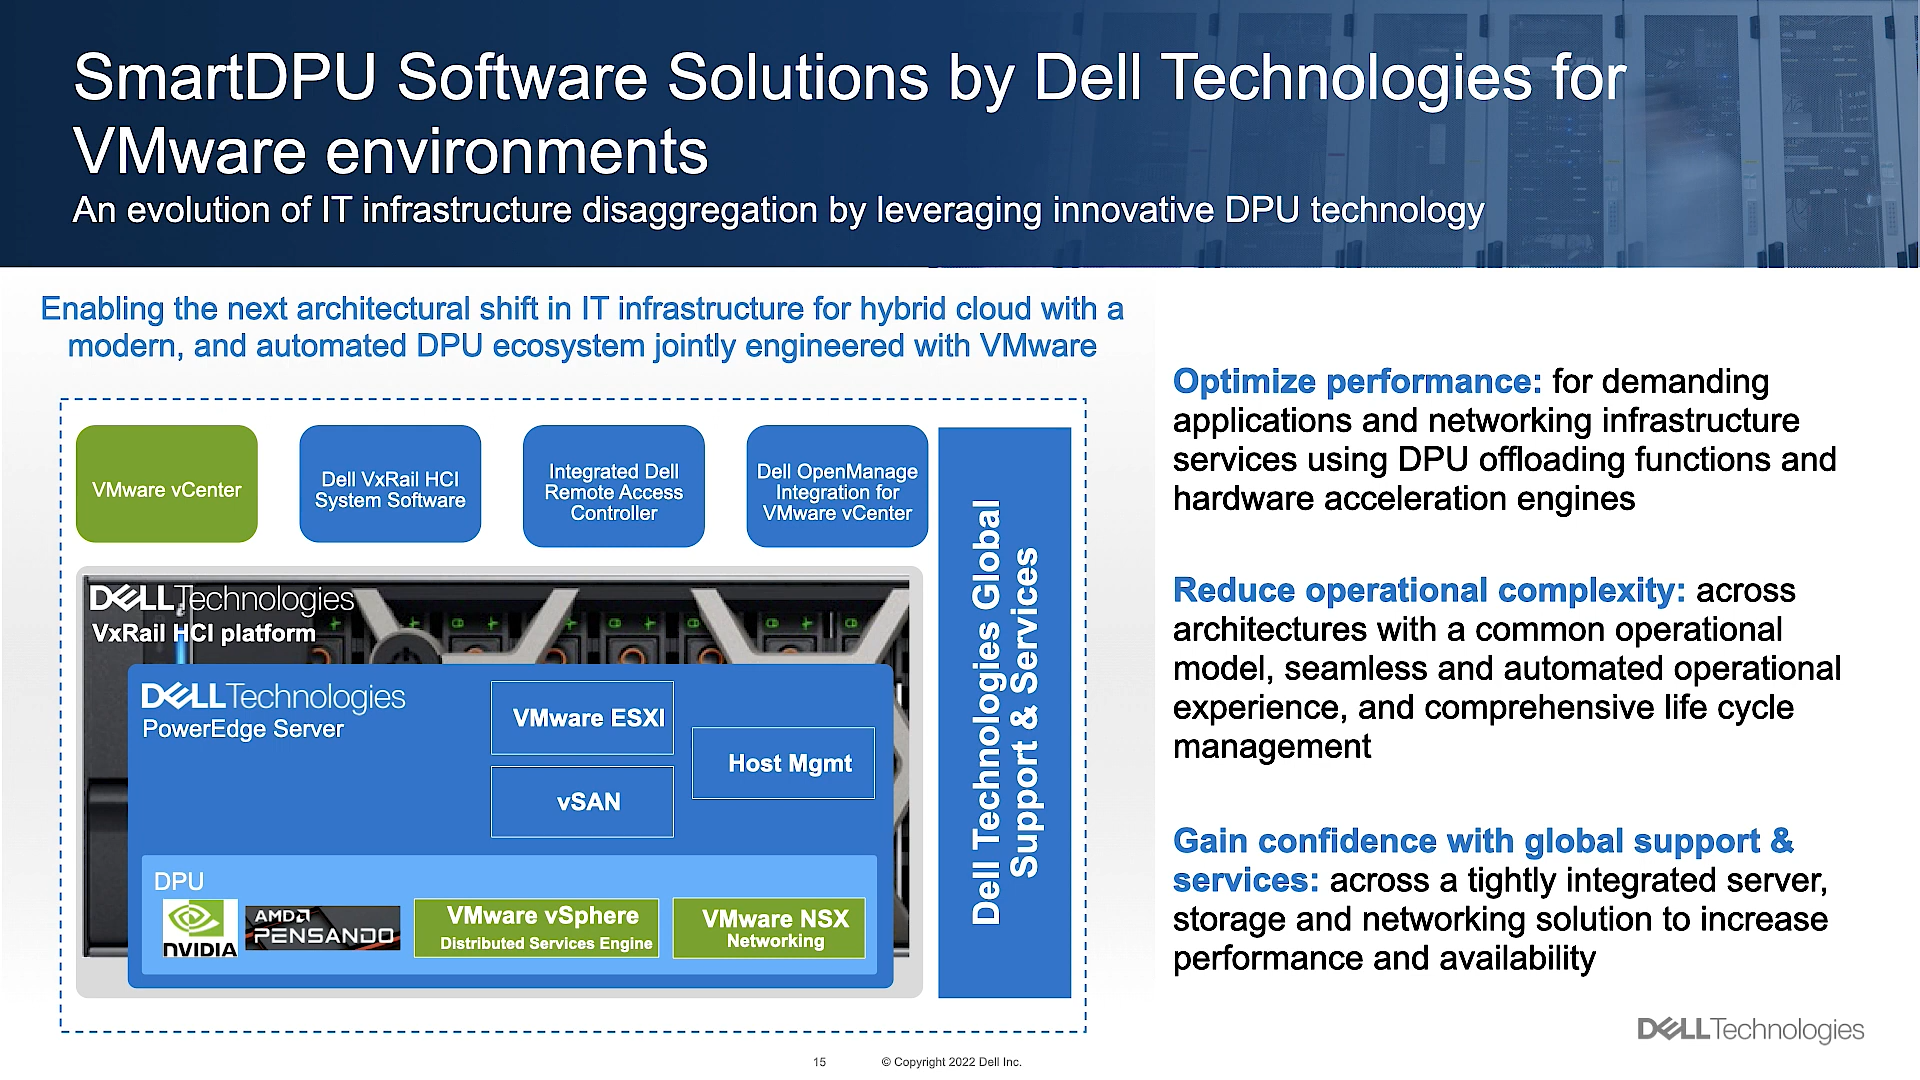 SmartDPU Software Solutions by Dell Technologies for
VMware environments
An evolution of IT infrastructure disaggregation by leveraging innovative DPU technology
Enabling the next architectural shift in IT infrastructure for hybrid cloud with a
modern, and automated DPU ecosystem jointly engineered with VMware
VMware vCenter
Dell VxRail HCI
System Software
Integrated Dell
Remote Access
Controller
Dell OpenManage
Integration for
VMware vCenter
Dell Technologies Global
Support & Services
DELLTechnologies
VxRail HCI platform
DELLTechnologies
PowerEdge Server
VMware ESXI
vSAN
Host Mgmt
DPU
NVIDIA
AMD
PENSANDO
VMware vSphere
Distributed Services Engine
VMware NSX
Networking
Optimize performance: for demanding
applications and networking infrastructure
services using DPU offloading functions and
hardware acceleration engines
Reduce operational complexity: across
architectures with a common operational
model, seamless and automated operational
experience, and comprehensive life cycle
management
Gain confidence with global support &
services: across a tightly integrated server,
storage and networking solution to increase
performance and availability
DELLTechnologies
15
© Copyright 2022 Dell Inc.